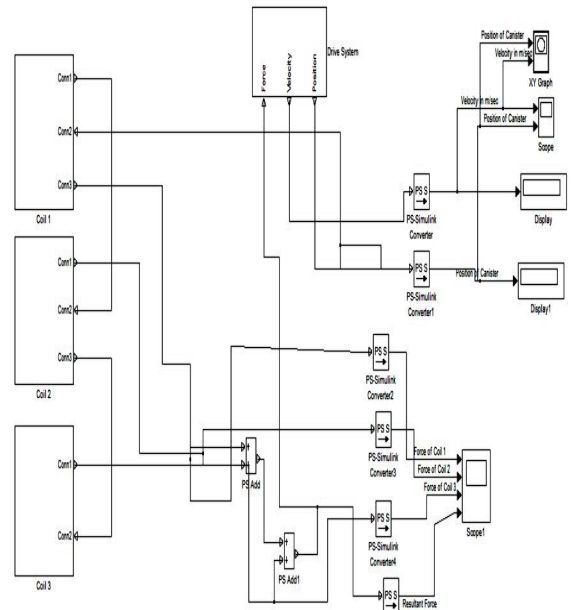 Drive System
Force
Velocity
Position
Position of Canister
Velocity in m/sec
XY Graph
Conn1
Conn2
Conn3
Coil 1
Velocity in m/sec
Position of Canister
Scope
PS S
PS-Simulink
Converter
Display
Conn1
Conn2
Conn3
Coil 2
PS S
PS-Simulink
Converter1
Position of Canister
Display1
PS S
PS-Simulink
Converter2
Conn1
Conn2
Coil 3
PS S
PS-Simulink
Converter3
+
+
PS Add
Force of Coil 1
Force of Coil 2
Force of Coil 3
Scope1
PS S
PS-Simulink
Converter4
+
+
PS Add1
PS S
Resultant Force